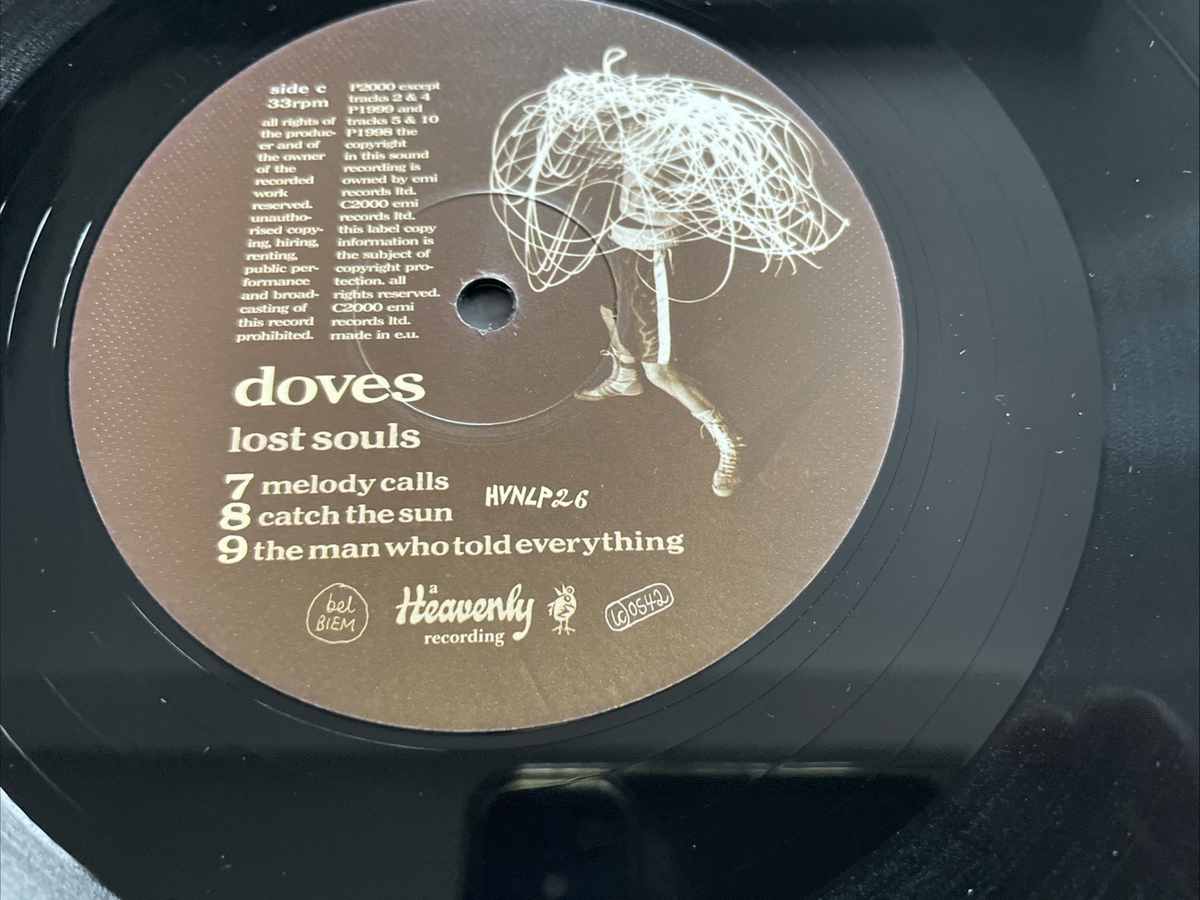 side c
33rpm
all rights of
the produc-
er and of
the owner
of the
recorded
work
reserved.
unautho-
rised copy-
ing, hiring,
renting,
public per-
formance
and broad-
casting of
this record
prohibited.
P2000 except
tracks 2 & 4
P1999 and
tracks 5 & 10
P1998 the
copyright
in this sound
recording is
owned by emi
records ltd.
C2000 emi
records ltd.
this label copy
information is
the subject of
copyright pro-
tection. all
rights reserved.
C2000 emi
records ltd.
made in e.u.
doves
lost souls
7 melody calls
8 catch the sun
9 the man who told everything
HVNLP26
bel
BIEM
a
Heavenly
recording
lc 0542